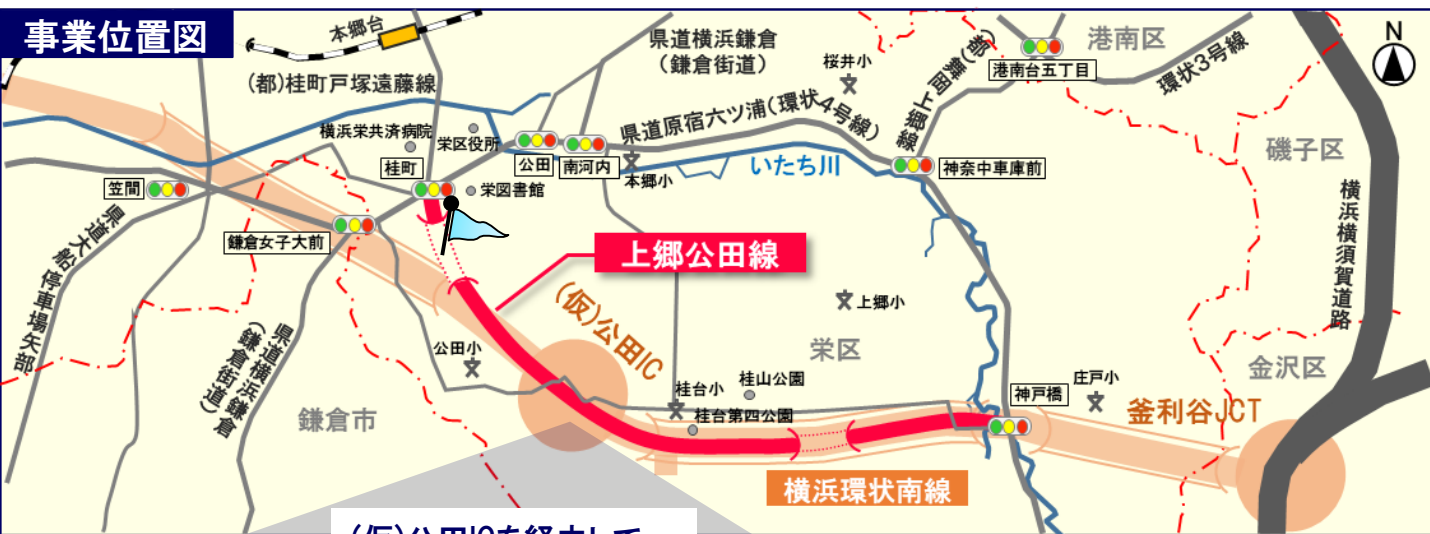 事業位置図
本郷台
(都)桂町戸塚遠藤線
県道横浜鎌倉
(鎌倉街道)
桜井小
(都)舞岡上郷線
港南台五丁目
港南区
環状3号線
N
横浜栄共済病院
栄区役所
桂町
栄図書館
公田
南河内
県道原宿六ツ浦(環状4号線)
本郷小
いたち川
神奈中車庫前
磯子区
横浜横須賀道路
笠間
県道大船停車場矢部
鎌倉女子大前
県道横浜鎌倉
(鎌倉街道)
上郷公田線
(仮)公田IC
公田小
鎌倉市
上郷小
栄区
桂台小
桂山公園
桂台第四公園
神戸橋
庄戸小
釜利谷JCT
金沢区
横浜環状南線